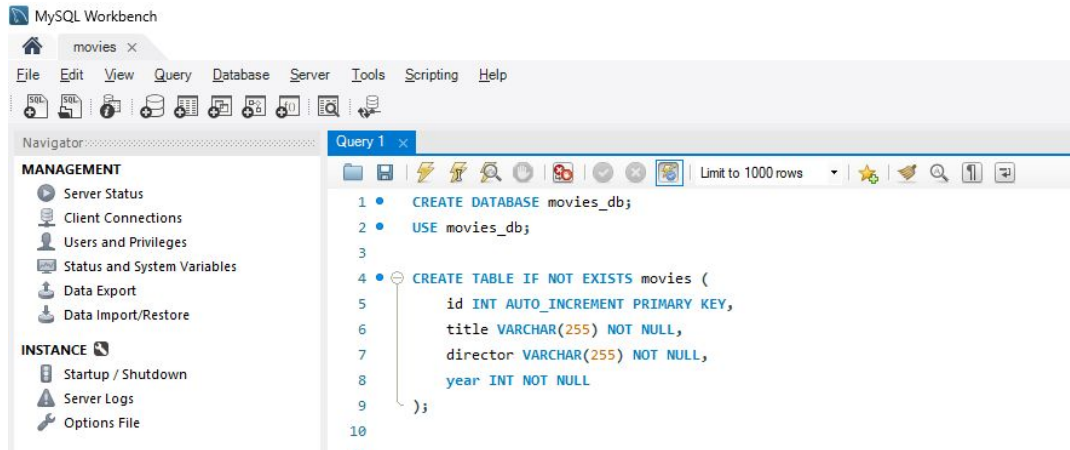 MySQL Workbench
movies ×
File Edit View Query Database Server Tools Scripting Help
Navigator
MANAGEMENT
Server Status
Client Connections
Users and Privileges
Status and System Variables
Data Export
Data Import/Restore
INSTANCE
Startup / Shutdown
Server Logs
Options File
Query 1 ×
Limit to 1000 rows
1 CREATE DATABASE movies_db;
2 USE movies_db;
3
4 CREATE TABLE IF NOT EXISTS movies (
5 id INT AUTO_INCREMENT PRIMARY KEY,
6 title VARCHAR(255) NOT NULL,
7 director VARCHAR(255) NOT NULL,
8 year INT NOT NULL
9 );
10